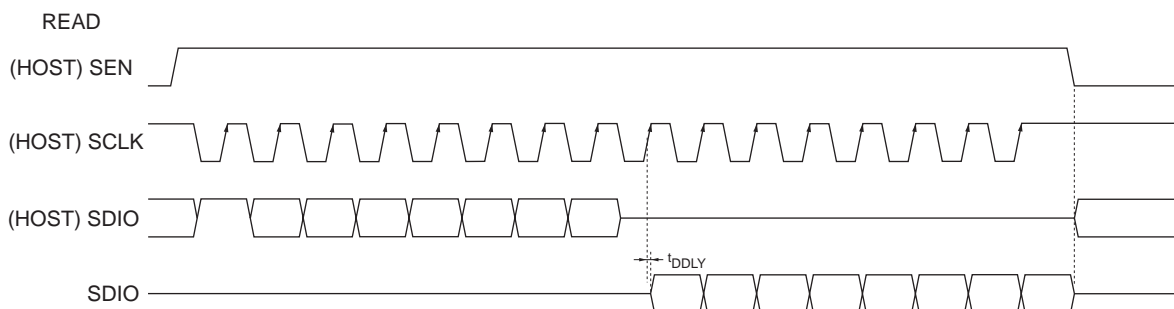 READ
(HOST) SEN
(HOST) SCLK
(HOST) SDIO
tDDLY
SDIO